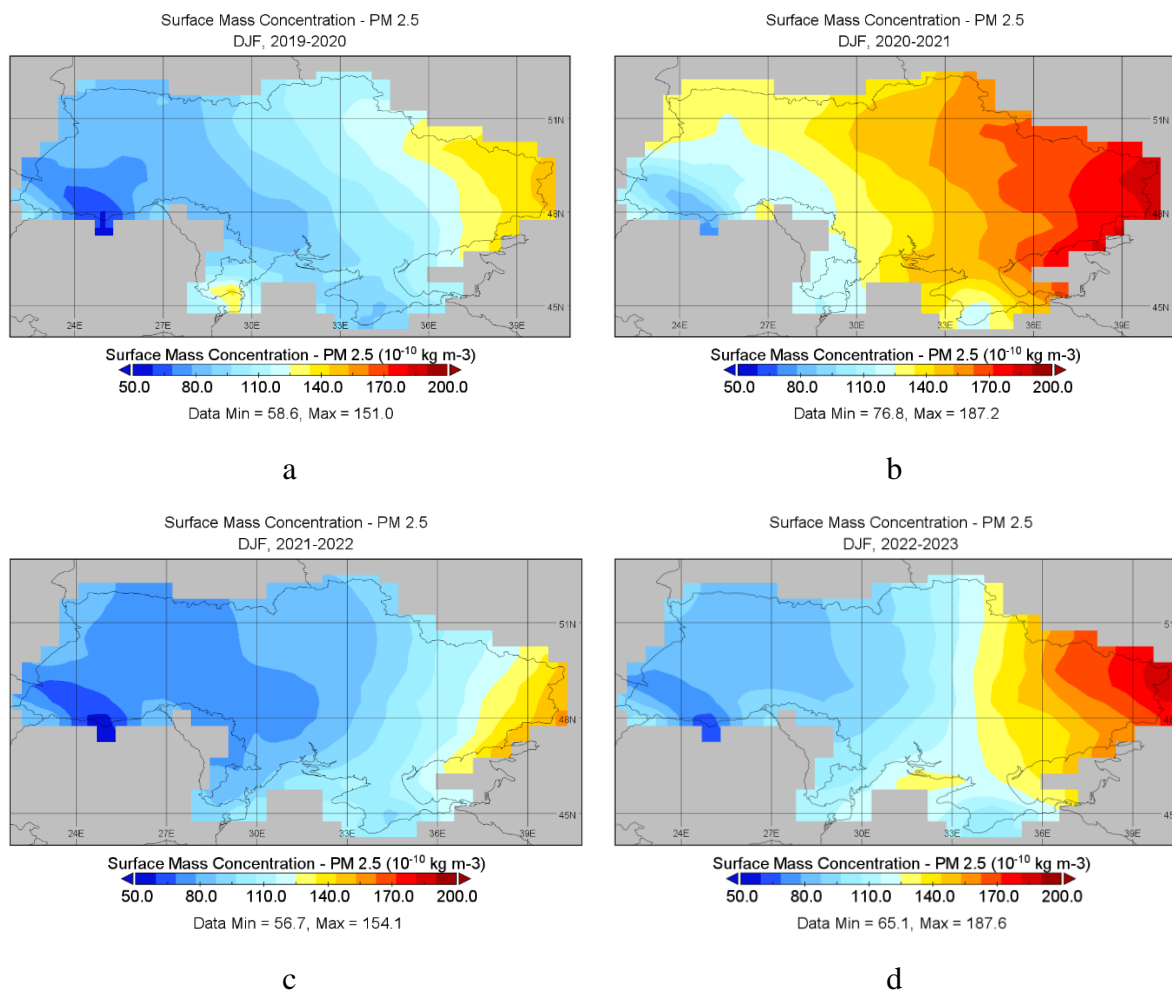 Surface Mass Concentration - PM 2.5
DJF, 2019-2020
51N
48N
45N
24E 27E 30E 33E 36E 39E
Surface Mass Concentration - PM 2.5 (10⁻¹⁰ kg m-3)
50.0 80.0 110.0 140.0 170.0 200.0
Data Min = 58.6, Max = 151.0
a
Surface Mass Concentration - PM 2.5
DJF, 2020-2021
51N
48N
45N
24E 27E 30E 33E 36E 39E
Surface Mass Concentration - PM 2.5 (10⁻¹⁰ kg m-3)
50.0 80.0 110.0 140.0 170.0 200.0
Data Min = 76.8, Max = 187.2
b
Surface Mass Concentration - PM 2.5
DJF, 2021-2022
51N
48N
45N
24E 27E 30E 33E 36E 39E
Surface Mass Concentration - PM 2.5 (10⁻¹⁰ kg m-3)
50.0 80.0 110.0 140.0 170.0 200.0
Data Min = 56.7, Max = 154.1
c
Surface Mass Concentration - PM 2.5
DJF, 2022-2023
51N
48N
45N
24E 27E 30E 33E 36E 39E
Surface Mass Concentration - PM 2.5 (10⁻¹⁰ kg m-3)
50.0 80.0 110.0 140.0 170.0 200.0
Data Min = 65.1, Max = 187.6
d